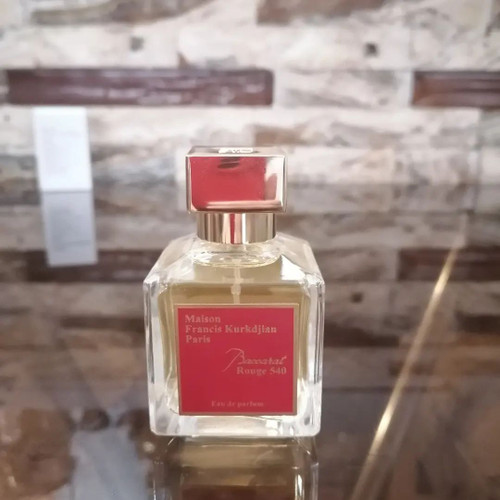 Maison
Francis Kurkdjian
Paris
Baccarat
Rouge 540
Eau de parfum